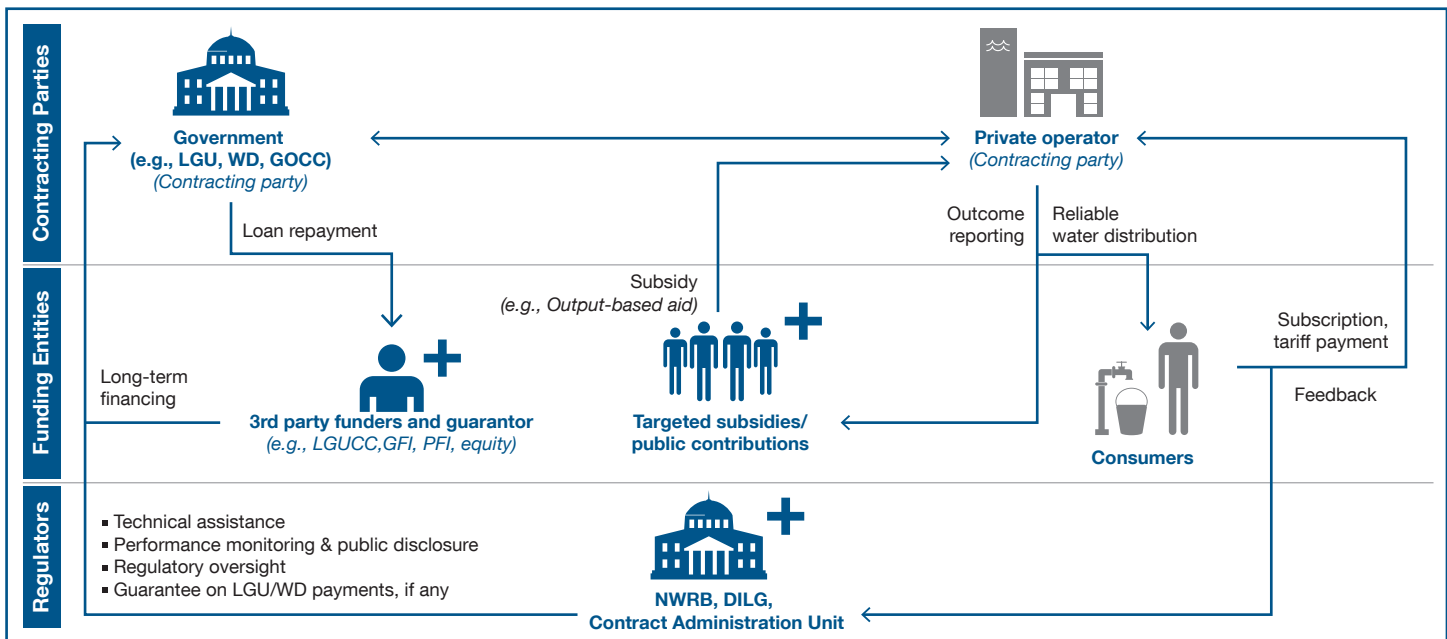 Contracting Parties
Government
(e.g., LGU, WD, GOCC)
(Contracting party)
Private operator
(Contracting party)
Loan repayment
Outcome
reporting
Reliable
water distribution
Funding Entities
Subsidy
(e.g., Output-based aid)
Subscription,
tariff payment
Feedback
Long-term
financing
3rd party funders and guarantor
(e.g., LGUCC,GFI, PFI, equity)
Targeted subsidies/
public contributions
Consumers
Regulators
▪ Technical assistance
▪ Performance monitoring & public disclosure
▪ Regulatory oversight
▪ Guarantee on LGU/WD payments, if any
NWRB, DILG,
Contract Administration Unit